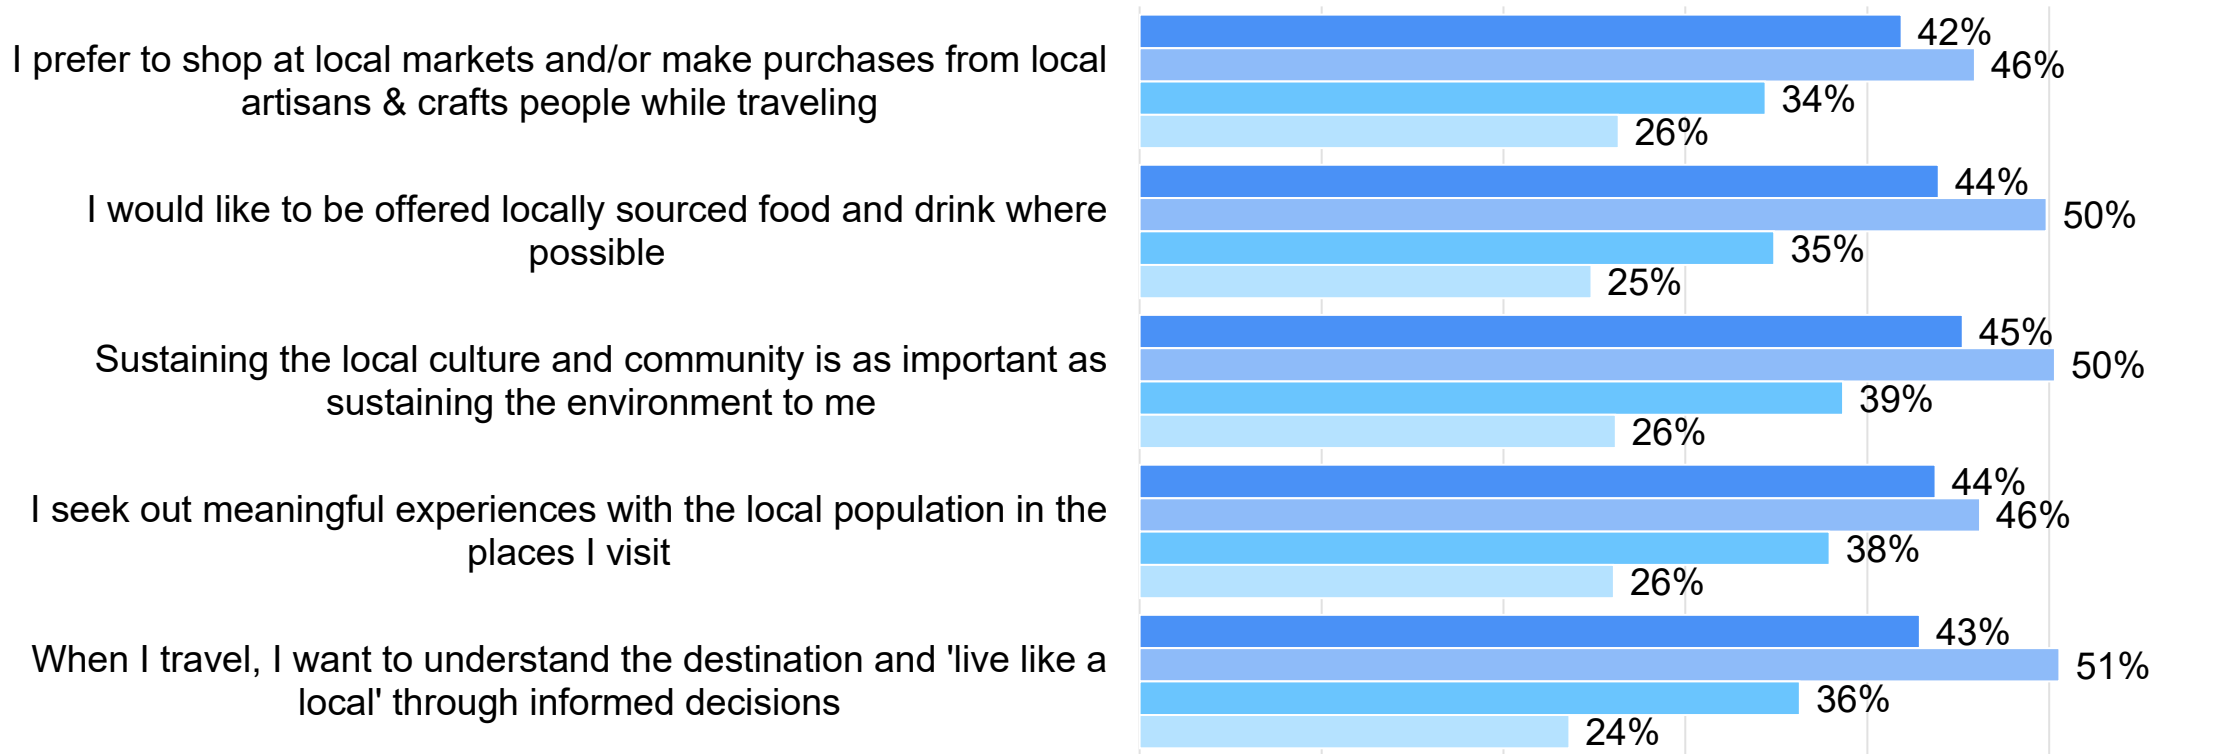 I prefer to shop at local markets and/or make purchases from local
artisans & crafts people while traveling
42%
46%
34%
26%
I would like to be offered locally sourced food and drink where
possible
44%
50%
35%
25%
Sustaining the local culture and community is as important as
sustaining the environment to me
45%
50%
39%
26%
I seek out meaningful experiences with the local population in the
places I visit
44%
46%
38%
26%
When I travel, I want to understand the destination and 'live like a
local' through informed decisions
43%
51%
36%
24%